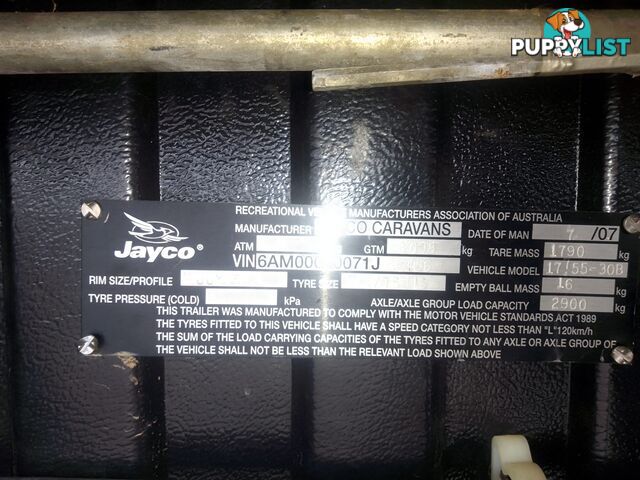 PUPPYLIST
RECREATIONAL MANUFACTURERS ASSOCIATION OF AUSTRALIA
Jayco®
MANUFACTURER CO CARAVANS DATE OF MAN 7 /07
ATM GTM kg TARE MASS 1790 kg
VIN VEHICLE MODEL
RIM SIZE/PROFILE TYRE SIZE EMPTY BALL MASS 16 kg
TYRE PRESSURE (COLD) kPa AXLE/AXLE GROUP LOAD CAPACITY 2900 kg
THIS TRAILER WAS MANUFACTURED TO COMPLY WITH THE MOTOR VEHICLE STANDARDS.ACT 1989
THE TYRES FITTED TO THIS VEHICLE SHALL HAVE A SPEED CATEGORY NOT LESS THAN "L"120km/h
THE SUM OF THE LOAD CARRYING CAPACITIES OF THE TYRES FITTED TO ANY AXLE OR AXLE GROUP OF
THE VEHICLE SHALL NOT BE LESS THAN THE RELEVANT LOAD SHOWN ABOVE